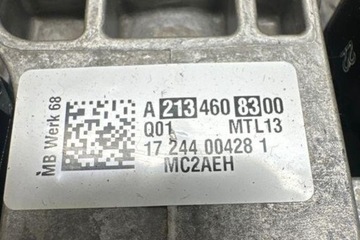 MB Werk 68
A 213 460 83 00
Q01 MTL13
17 244 00428 1
MC2AEH